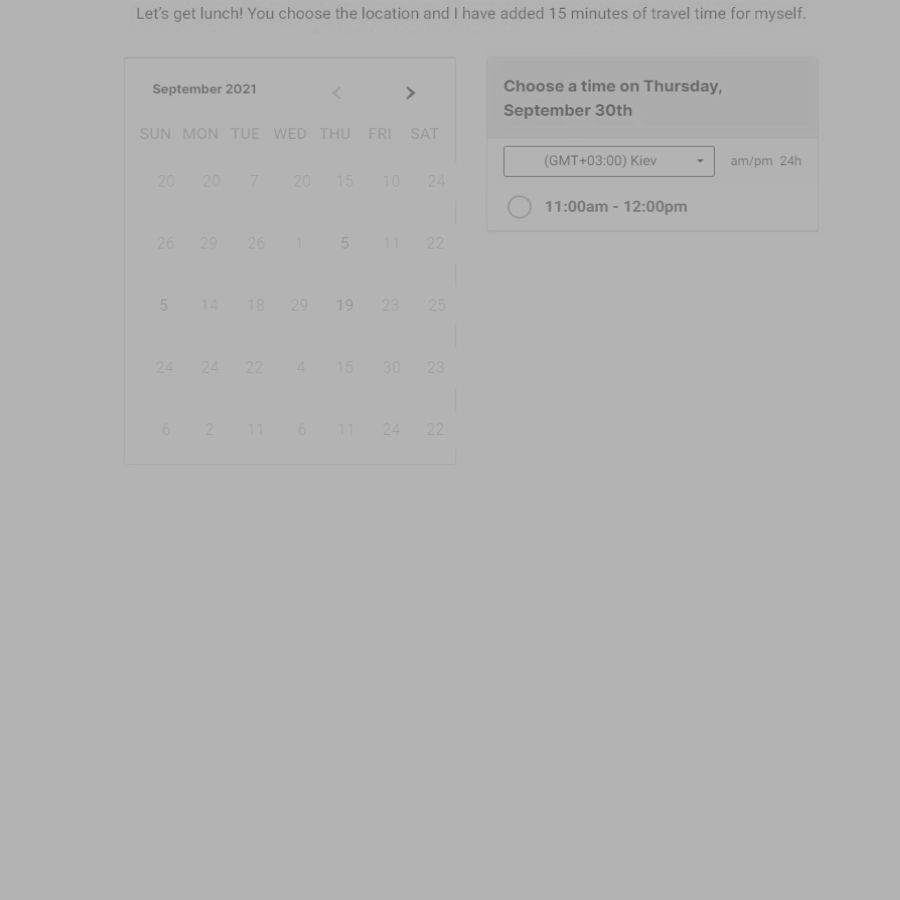 Let's get lunch! You choose the location and I have added 15 minutes of travel time for myself.
September 2021 < >
SUN MON TUE WED THU FRI SAT
20 20 7 20 15 10 24
26 29 26 1 5 11 22
5 14 18 29 19 23 25
24 24 22 4 15 30 23
6 2 11 6 11 24 22
Choose a time on Thursday,
September 30th
(GMT+03:00) Kiev am/pm 24h
11:00am - 12:00pm